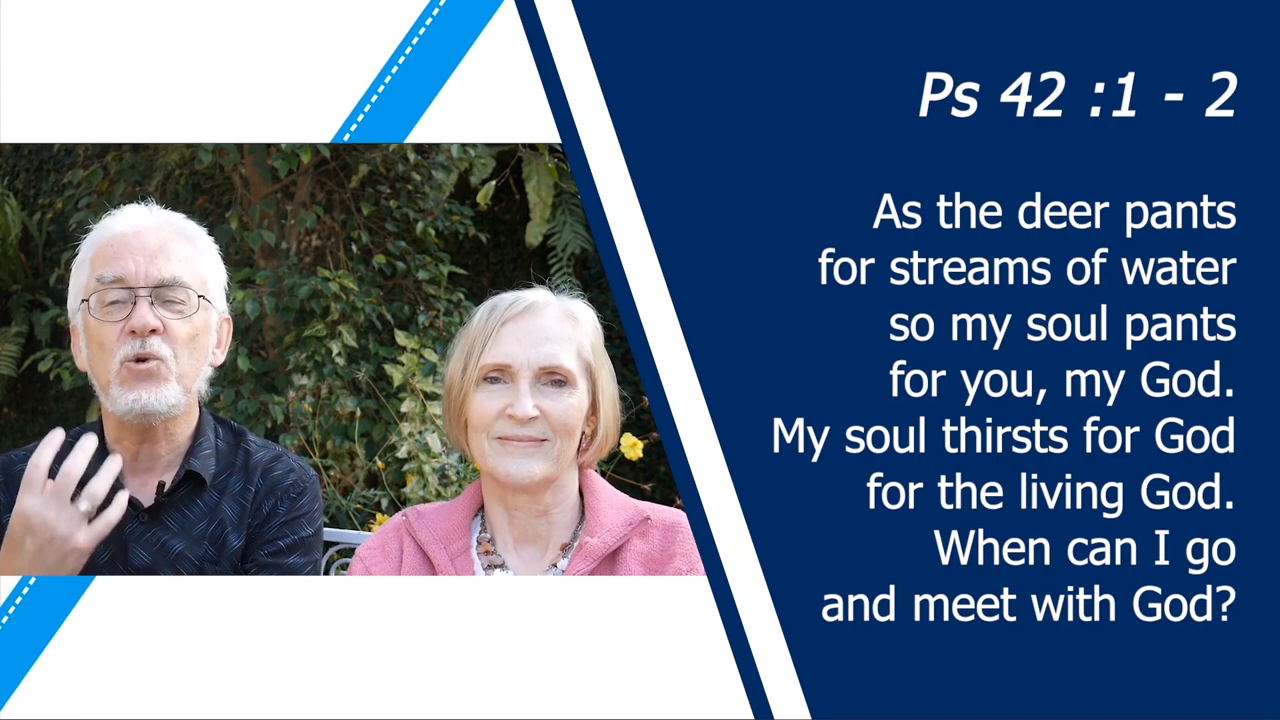 Ps 42 :1 - 2
As the deer pants
for streams of water
so my soul pants
for you, my God.
My soul thirsts for God
for the living God.
When can I go
and meet with God?